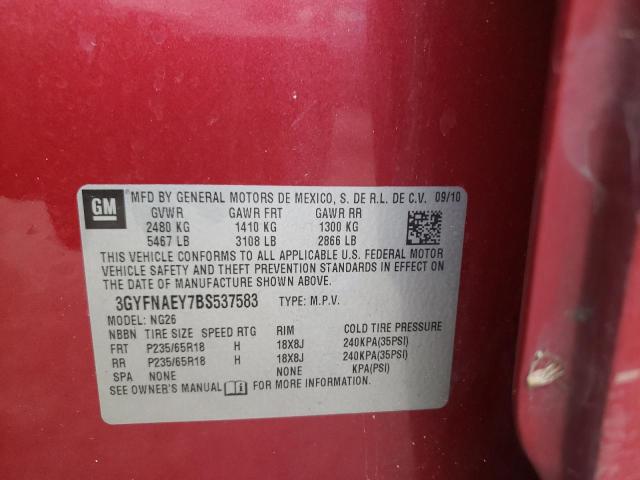 GM
MFD BY GENERAL MOTORS DE MEXICO, S. DE R.L. DE C.V. 09/10
GVWR GAWR FRT GAWR RR
2480 KG 1410 KG 1300 KG
5467 LB 3108 LB 2866 LB
THIS VEHICLE CONFORMS TO ALL APPLICABLE U.S. FEDERAL MOTOR
VEHICLE SAFETY AND THEFT PREVENTION STANDARDS IN EFFECT ON
THE DATE OF MANUFACTURE SHOWN ABOVE.
3GYFNAEY7BS537583 TYPE: M.P.V.
MODEL: NG26
NBBN TIRE SIZE SPEED RTG RIM COLD TIRE PRESSURE
FRT P235/65R18 H 18X8J 240KPA(35PSI)
RR P235/65R18 H 18X8J 240KPA(35PSI)
SPA NONE NONE KPA(PSI)
SEE OWNER'S MANUAL FOR MORE INFORMATION.